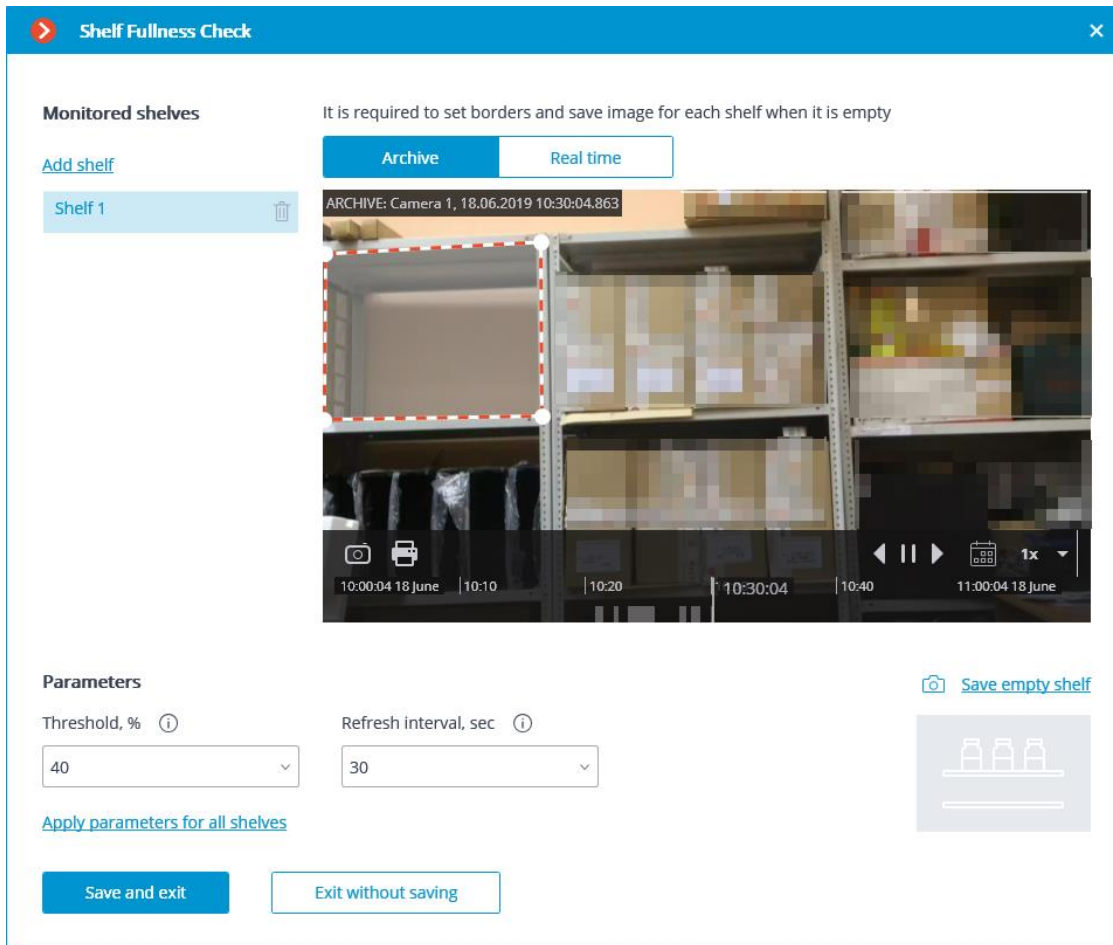 Shelf Fullness Check
Monitored shelves
It is required to set borders and save image for each shelf when it is empty
Add shelf
Archive
Real time
Shelf 1
ARCHIVE: Camera 1, 18.06.2019 10:30:04.863
1x
10:00:04 18 June
10:10
10:20
10:30:04
10:40
11:00:04 18 June
Parameters
Save empty shelf
Threshold, %
Refresh interval, sec
40
30
Apply parameters for all shelves
Save and exit
Exit without saving